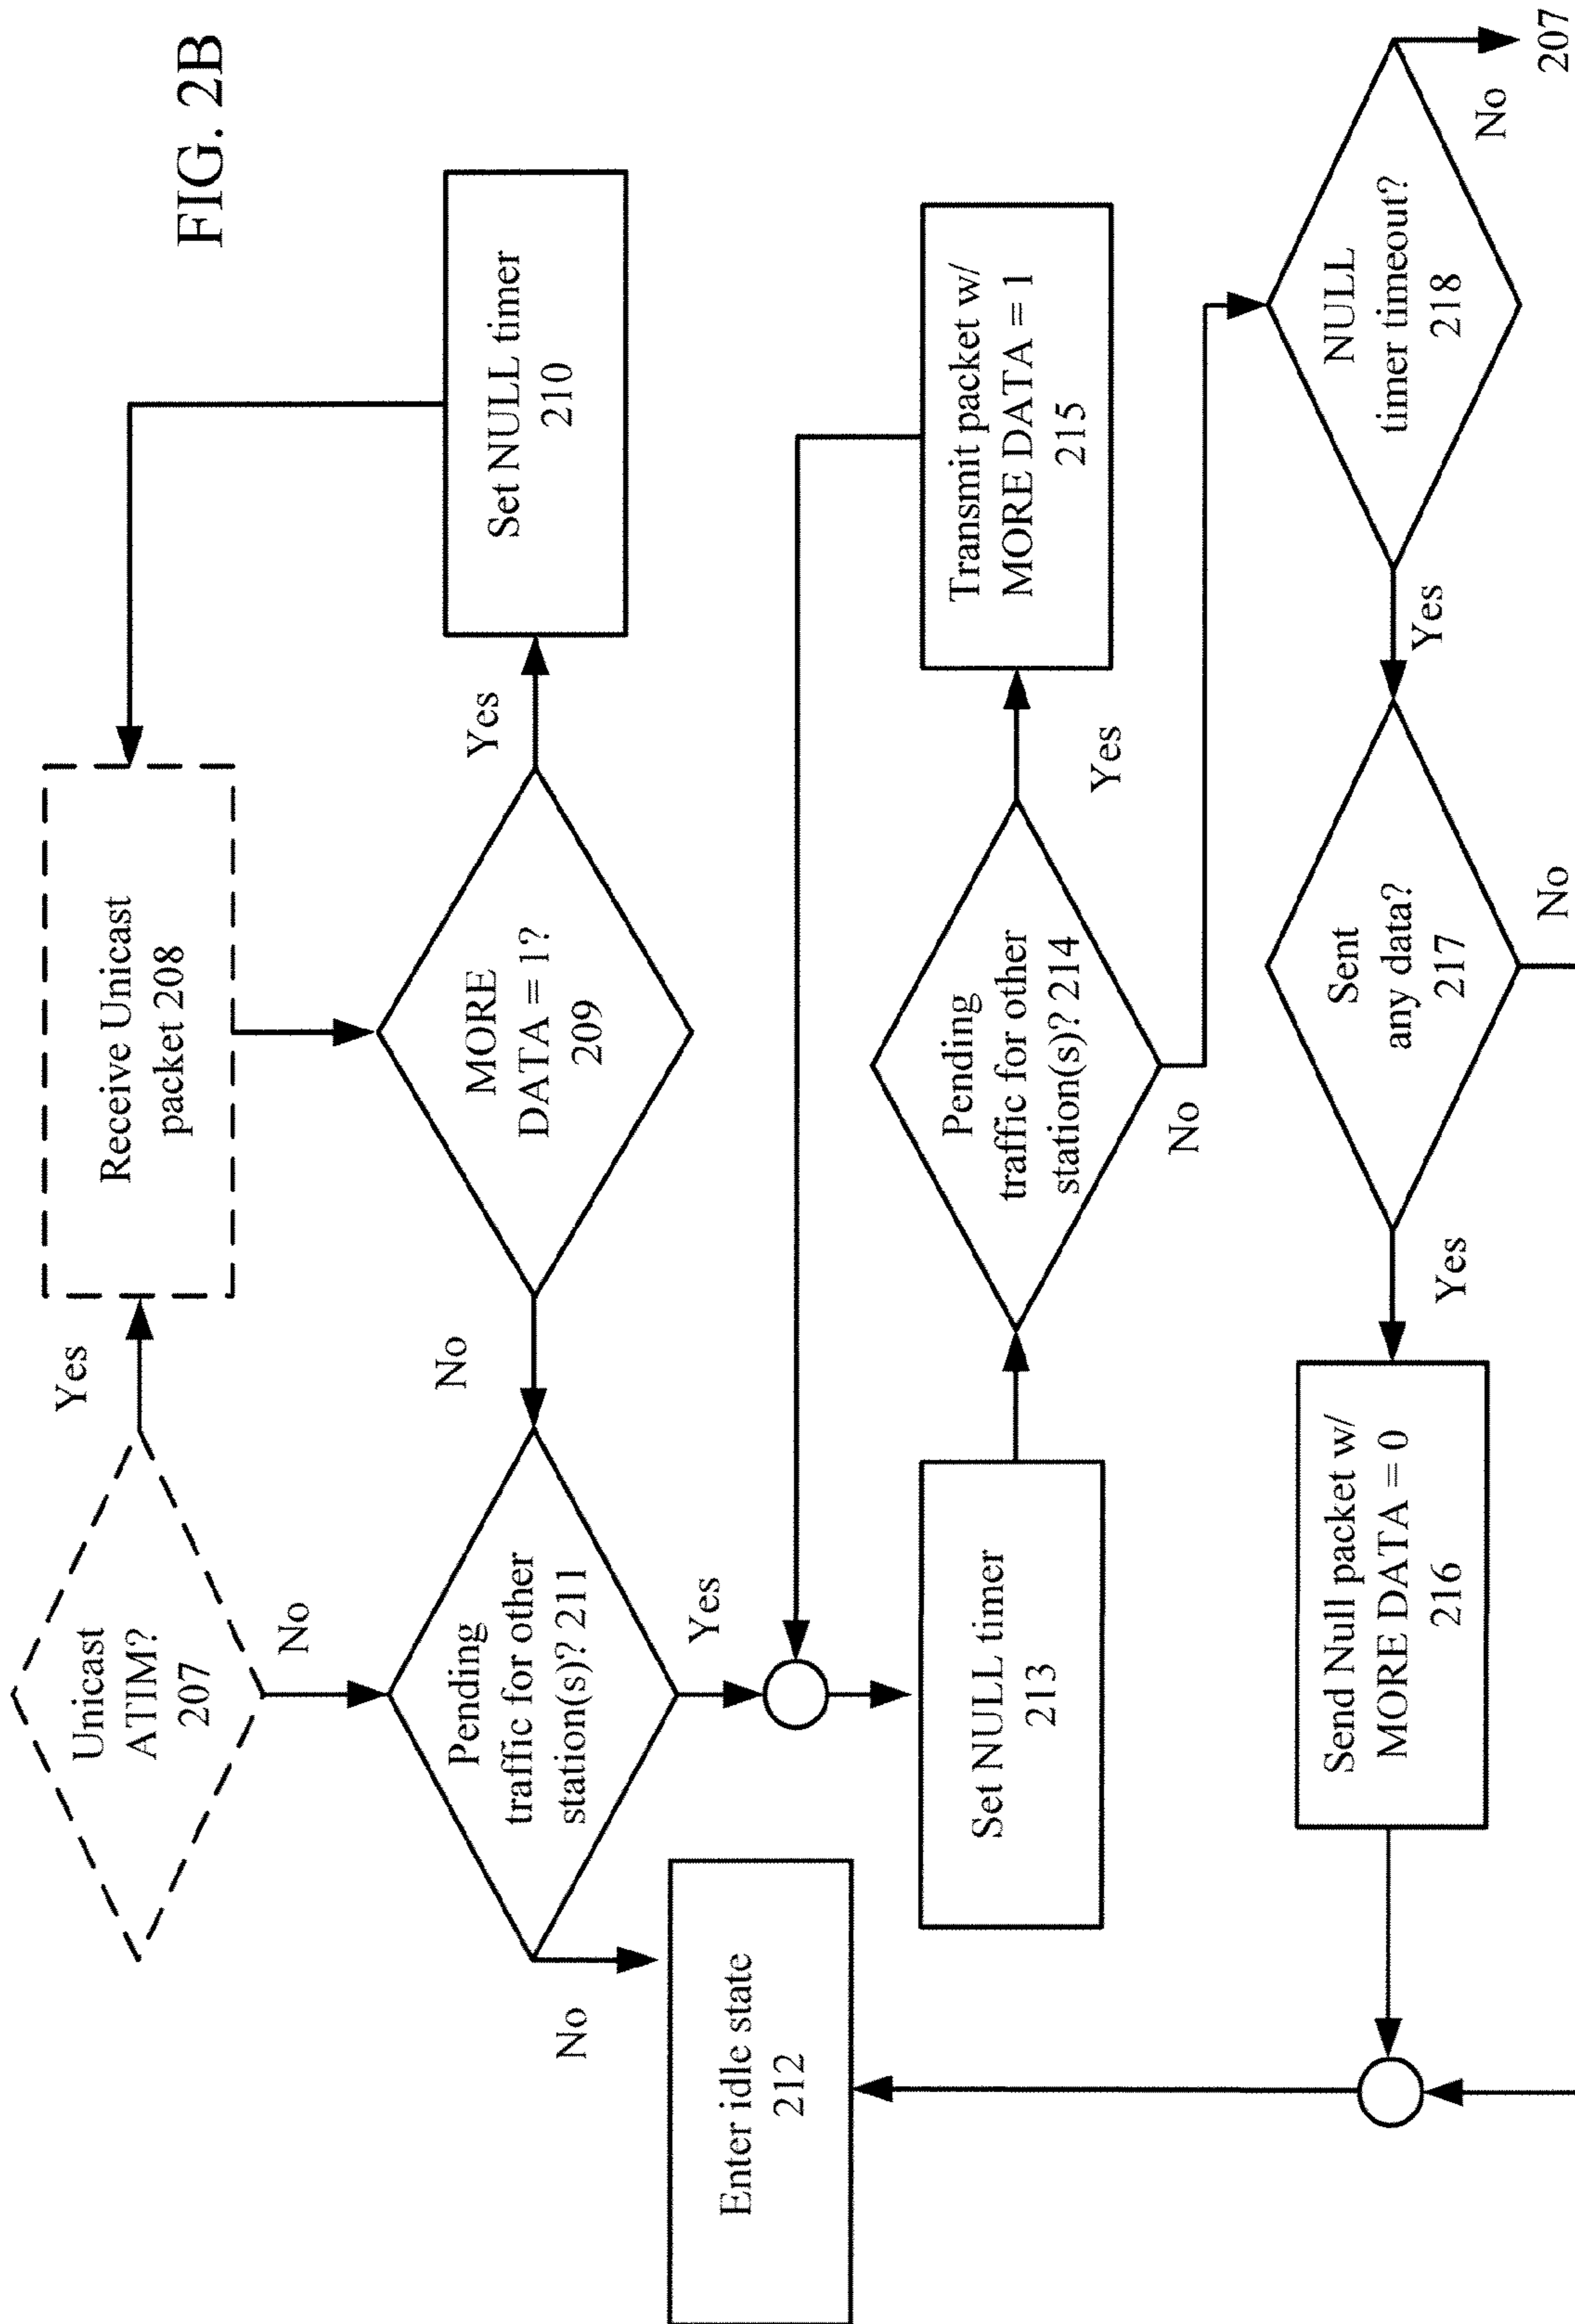 FIG. 2B
Unicast
ATIM?
207
Yes
No
Receive Unicast
packet 208
MORE
DATA = 1?
209
Yes
No
Set NULL timer
210
Pending
traffic for other
station(s)? 211
No
Yes
Enter idle state
212
Set NULL timer
213
Pending
traffic for other
station(s)? 214
Yes
No
Transmit packet w/
MORE DATA = 1
215
NULL
timer timeout?
218
No
207
Yes
Sent
any data?
217
No
Yes
Send Null packet w/
MORE DATA = 0
216